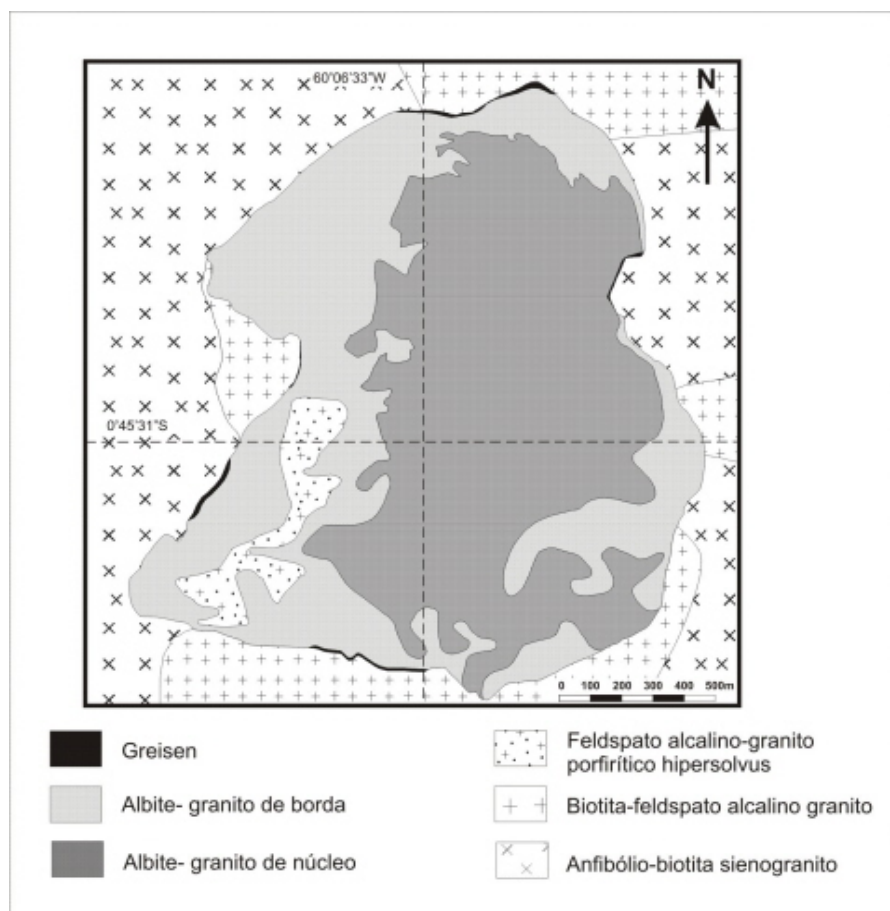 60°06'33"W
N
0°45'31"S
0 100 200 300 400 500m
Greisen
Albite- granito de borda
Albite- granito de núcleo
Feldspato alcalino-granito
porfirítico hipersolvus
Biotita-feldspato alcalino granito
Anfibólio-biotita sienogranito